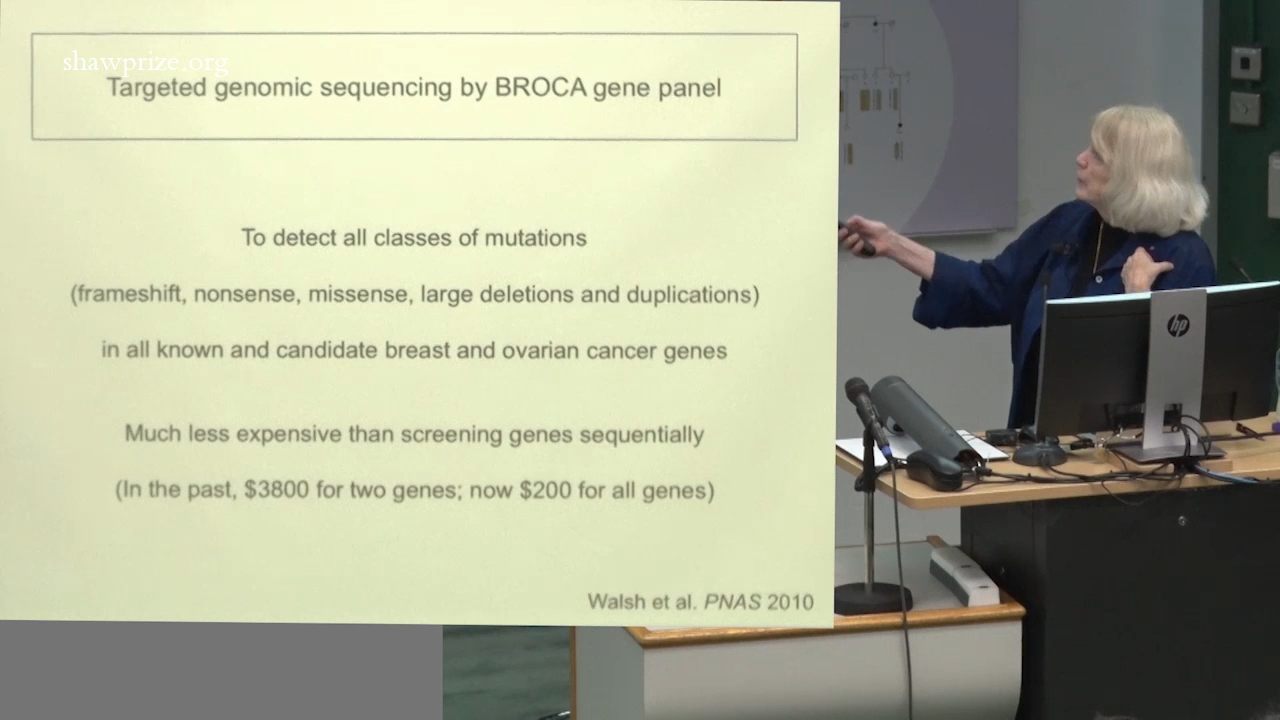 shawprize.org
Targeted genomic sequencing by BROCA gene panel
To detect all classes of mutations
(frameshift, nonsense, missense, large deletions and duplications)
in all known and candidate breast and ovarian cancer genes
Much less expensive than screening genes sequentially
(In the past, $3800 for two genes; now $200 for all genes)
Walsh et al. PNAS 2010
hp